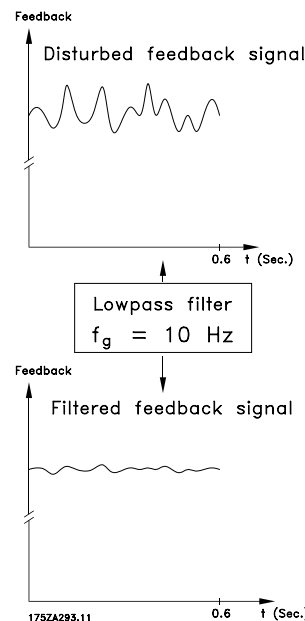 Feedback
Disturbed feedback signal
0.6 t (Sec.)
Lowpass filter
fg = 10 Hz
Feedback
Filtered feedback signal
0.6 t (Sec.)
175ZA293.11